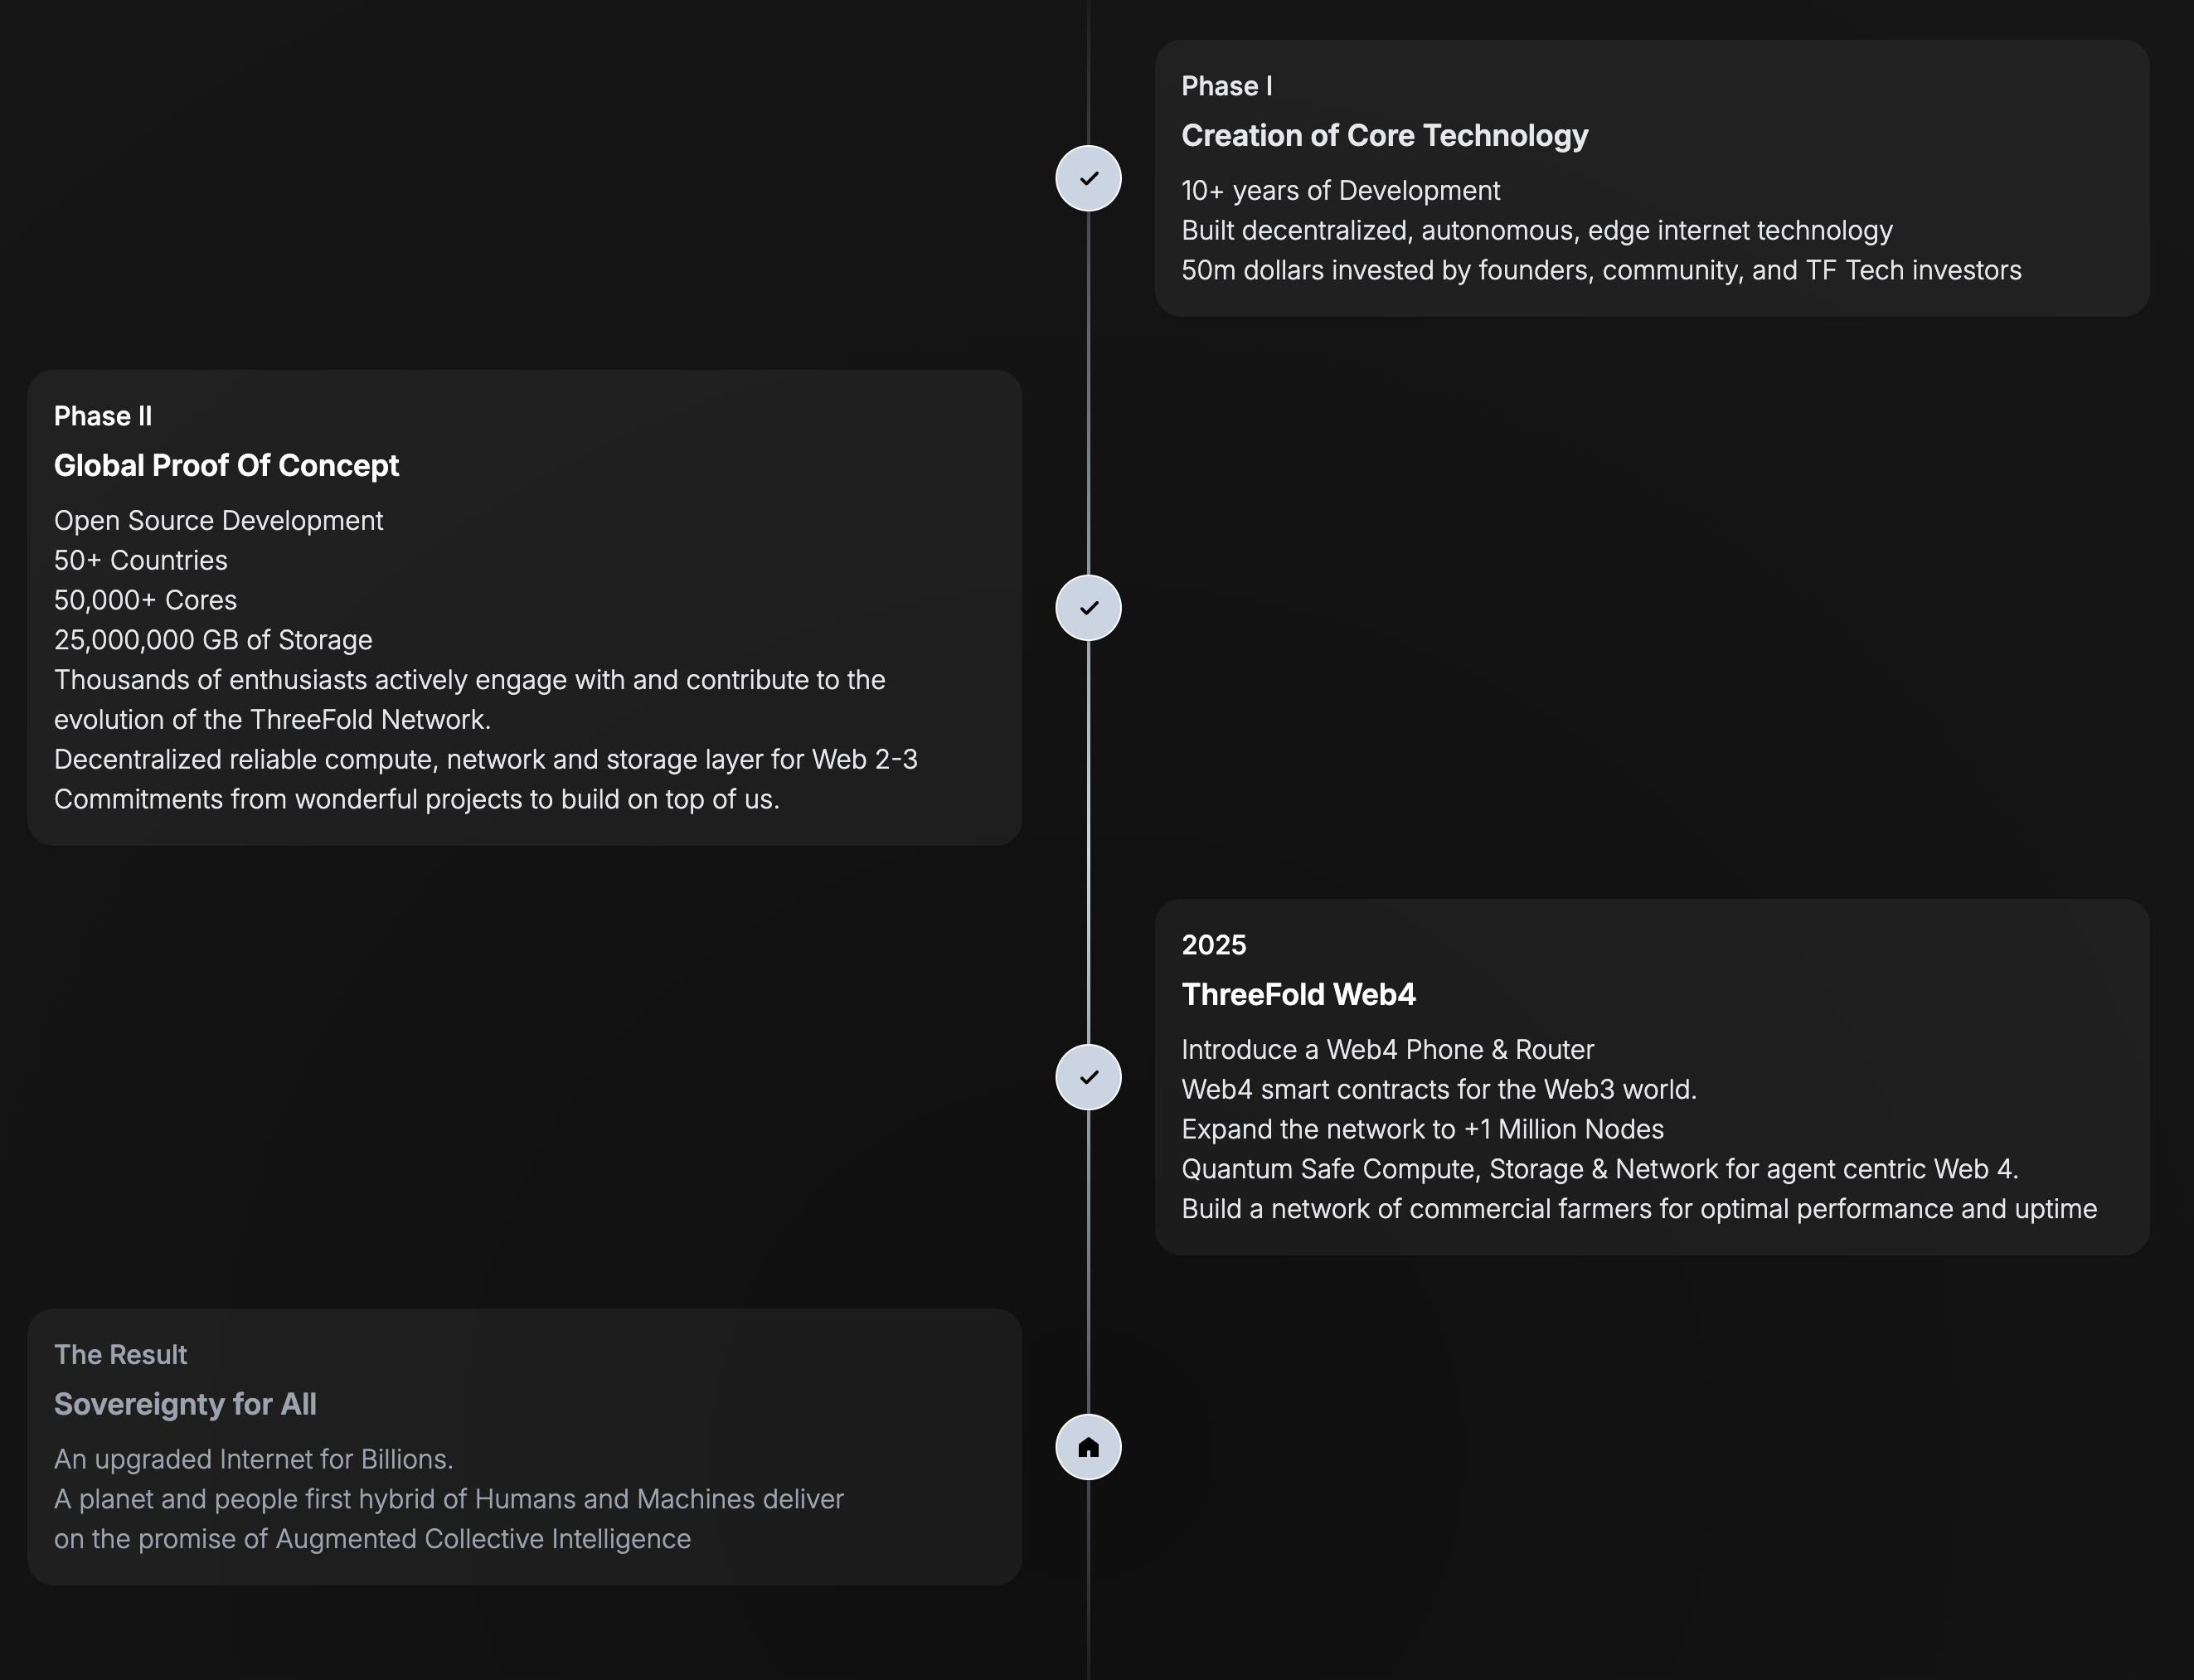 Phase I
Creation of Core Technology
10+ years of Development
Built decentralized, autonomous, edge internet technology
50m dollars invested by founders, community, and TF Tech investors
Phase II
Global Proof Of Concept
Open Source Development
50+ Countries
50,000+ Cores
25,000,000 GB of Storage
Thousands of enthusiasts actively engage with and contribute to the
evolution of the ThreeFold Network.
Decentralized reliable compute, network and storage layer for Web 2-3
Commitments from wonderful projects to build on top of us.
2025
ThreeFold Web4
Introduce a Web4 Phone & Router
Web4 smart contracts for the Web3 world.
Expand the network to +1 Million Nodes
Quantum Safe Compute, Storage & Network for agent centric Web 4.
Build a network of commercial farmers for optimal performance and uptime
The Result
Sovereignty for All
An upgraded Internet for Billions.
A planet and people first hybrid of Humans and Machines deliver
on the promise of Augmented Collective Intelligence